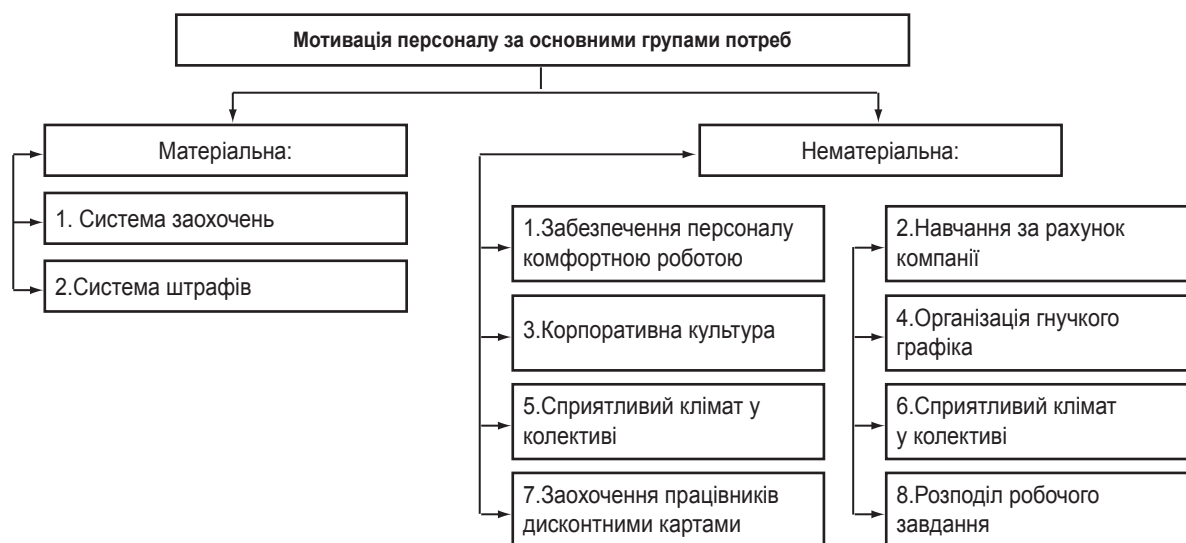 Мотивація персоналу за основними групами потреб
Матеріальна:
1. Система заохочень
2.Система штрафів
Нематеріальна:
1.Забезпечення персоналу
комфортною роботою
2.Навчання за рахунок
компанії
3.Корпоративна культура
4.Організація гнучкого
графіка
5.Сприятливий клімат у
колективі
6.Сприятливий клімат
у колективі
7.Заохочення працівників
дисконтними картами
8.Розподіл робочого
завдання